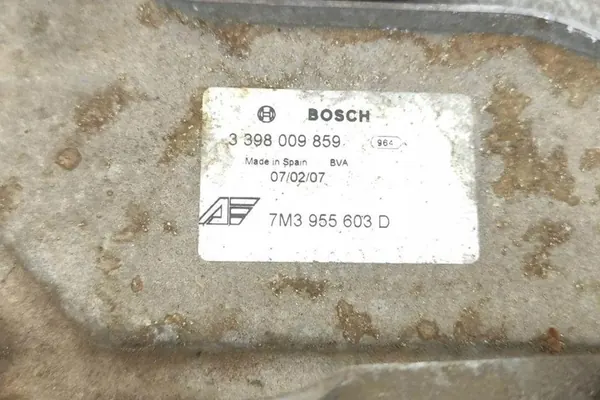 BOSCH
3 398 009 859 964
Made in Spain BVA
07/02/07
7M3 955 603 D